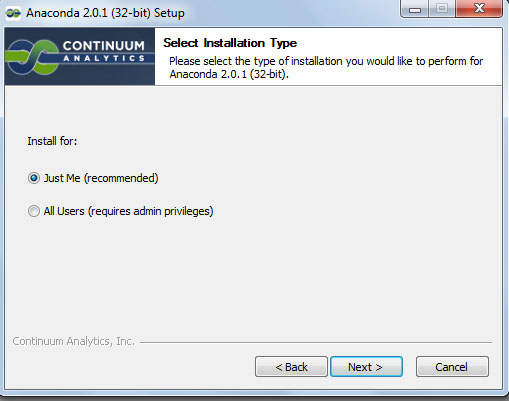 Anaconda 2.0.1 (32-bit) Setup
CONTINUUM
ANALYTICS
Select Installation Type
Please select the type of installation you would like to perform for
Anaconda 2.0.1 (32-bit).
Install for:
Just Me (recommended)
All Users (requires admin privileges)
Continuum Analytics, Inc.
< Back
Next >
Cancel